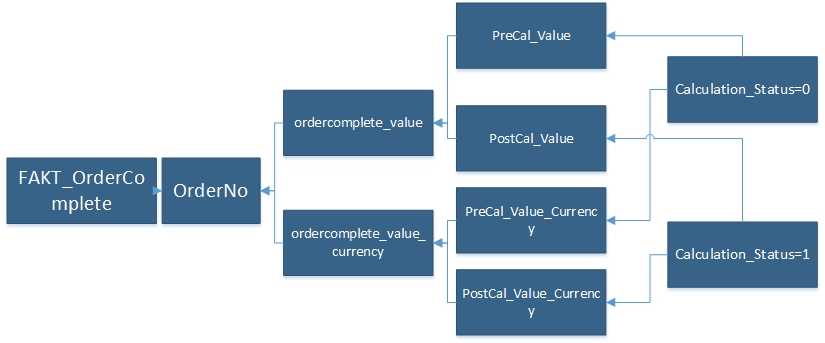 PreCal_Value
Calculation_Status=0
ordercomplete_value
PostCal_Value
FAKT_OrderCo
mplete
OrderNo
PreCal_Value_Currenc
y
ordercomplete_value_
currency
Calculation_Status=1
PostCal_Value_Currenc
y